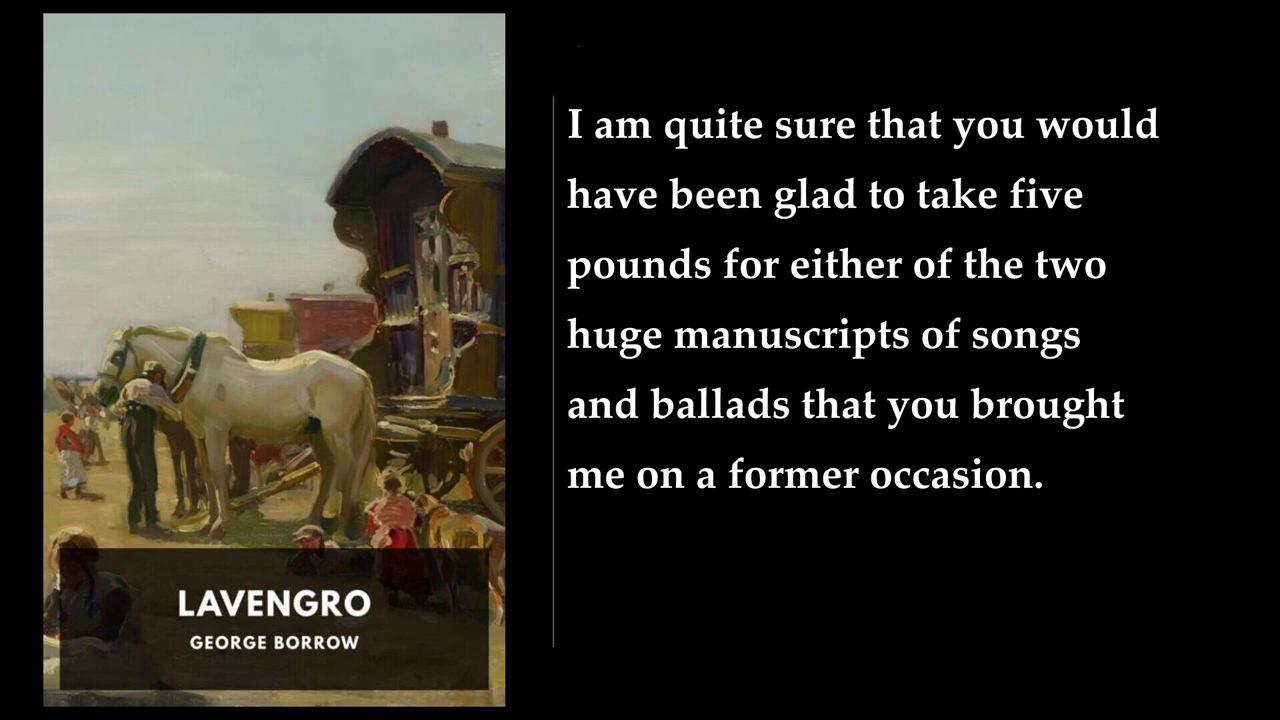 LAVENGRO
GEORGE BORROW
I am quite sure that you would
have been glad to take five
pounds for either of the two
huge manuscripts of songs
and ballads that you brought
me on a former occasion.